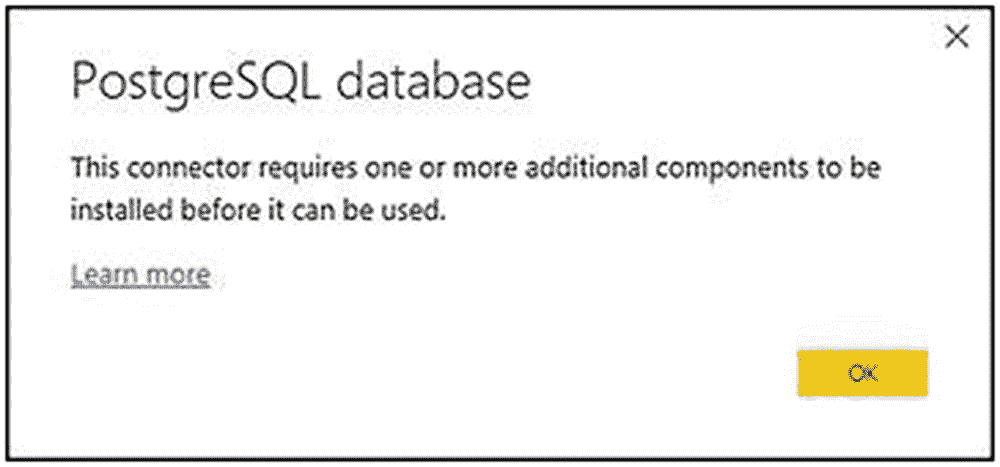 PostgreSQL database
This connector requires one or more additional components to be
installed before it can be used.
Learn more
OK